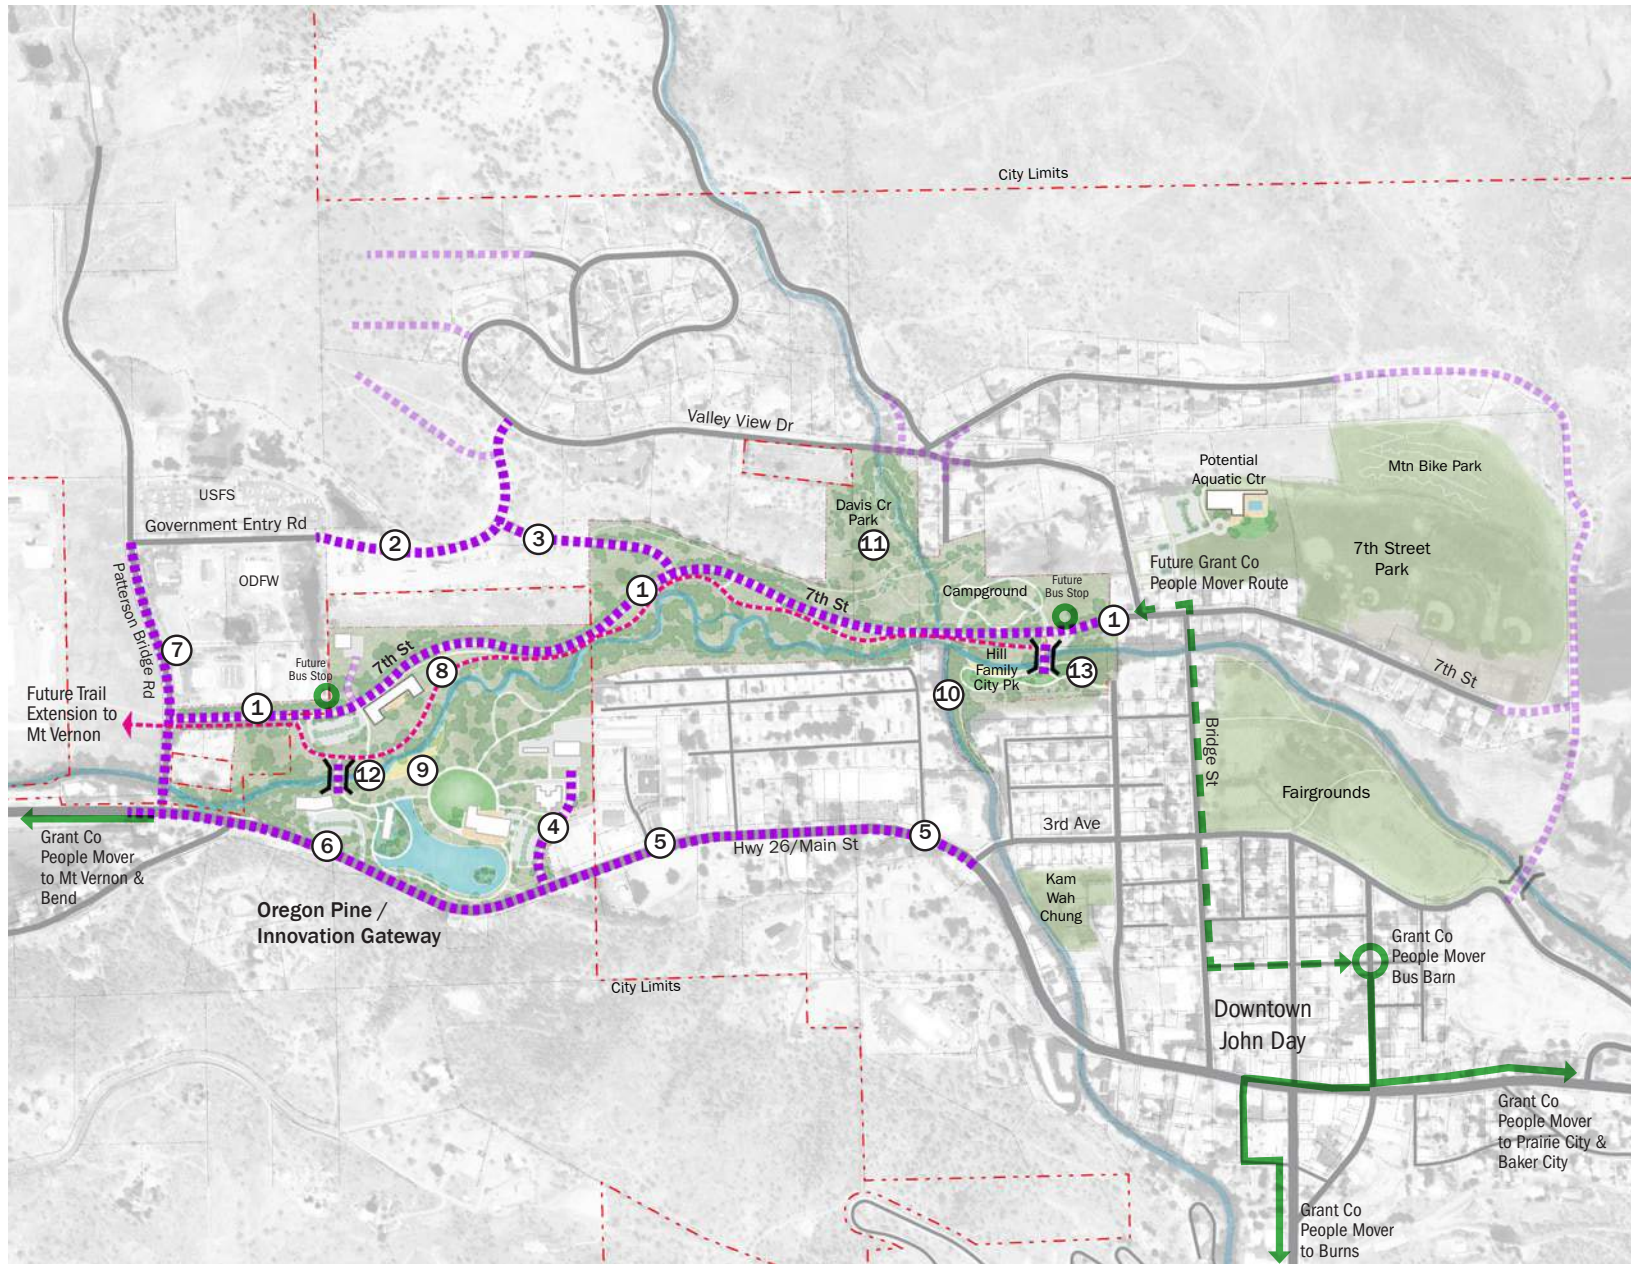 City Limits
Valley View Dr
Potential
Aquatic Ctr
Mtn Bike Park
USFS
Government Entry Rd
2
3
Davis Cr
Park
11
7th Street
Park
Future Grant Co
People Mover Route
ODFW
Patterson Bridge Rd
1
7th St
Campground
Future
Bus Stop
1
7
7th St
8
Future
Bus Stop
Hill
Family
City Pk
13
7th St
Future Trail
Extension to
Mt Vernon
1
10
Bridge St
12
9
Fairgrounds
Grant Co
People Mover
to Mt Vernon &
Bend
6
4
5
Hwy 26/Main St
5
3rd Ave
Kam
Wah
Chung
Oregon Pine /
Innovation Gateway
Grant Co
People Mover
Bus Barn
City Limits
Downtown
John Day
Grant Co
People Mover
to Prairie City &
Baker City
Grant Co
People Mover
to Burns